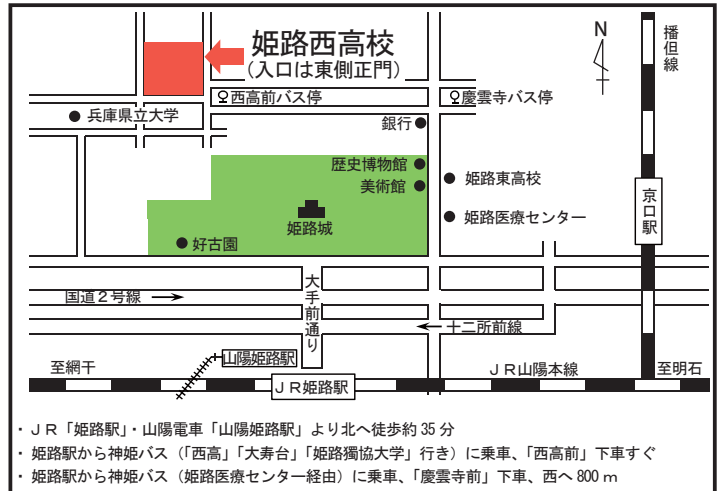 姫路西高校
(入口は東側正門)
N
播但線
西高前バス停
慶雲寺バス停
兵庫県立大学
銀行
歴史博物館
美術館
姫路東高校
京口駅
姫路城
姫路医療センター
好古園
大手前通り
国道2号線
十二所前線
山陽姫路駅
至網干
JR山陽本線
至明石
JR姫路駅
・JR「姫路駅」・山陽電車「山陽姫路駅」より北へ徒歩約35分
・姫路駅から神姫バス(「西高」「大寿台」「姫路獨協大学」行き)に乗車、「西高前」下車すぐ
・姫路駅から神姫バス(姫路医療センター経由)に乗車、「慶雲寺前」下車、西へ800m